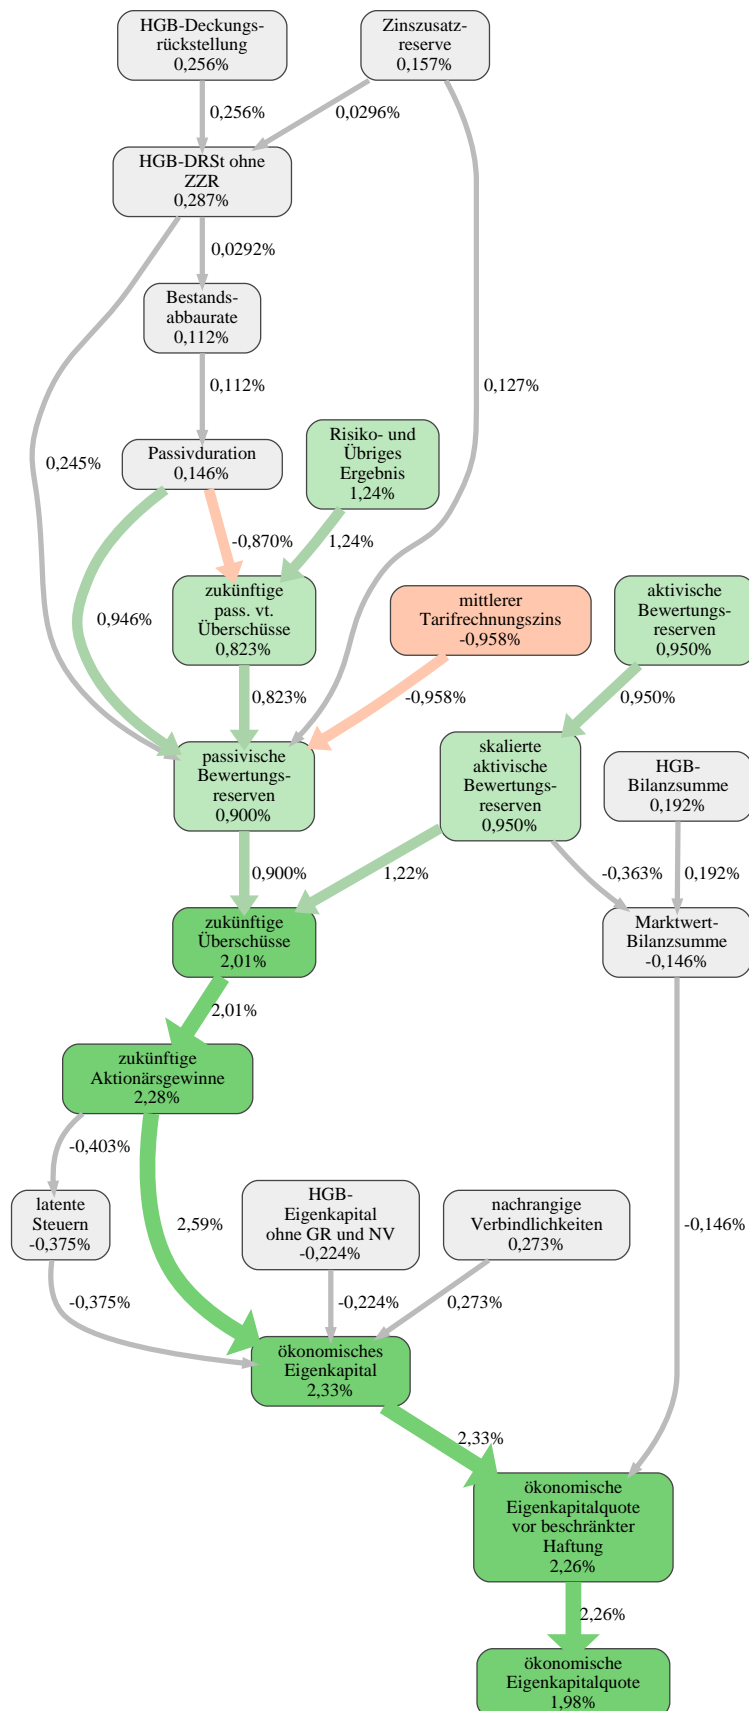 HGB-Deckungs-
rückstellung
0,256%
Zinszusatz-
reserve
0,157%
0,256%
0,0296%
HGB-DRSt ohne
ZZR
0,287%
0,0292%
Bestands-
abbaurate
0,112%
0,112%
0,127%
Risiko- und
Übriges
Ergebnis
1,24%
Passivduration
0,146%
0,245%
-0,870%
1,24%
zukünftige
pass. vt.
Überschüsse
0,823%
mittlerer
Tarifrechnungszins
-0,958%
aktivische
Bewertungs-
reserven
0,950%
0,946%
0,823%
-0,958%
0,950%
passivische
Bewertungs-
reserven
0,900%
skalierte
aktivische
Bewertungs-
reserven
0,950%
HGB-
Bilanzsumme
0,192%
0,900%
1,22%
-0,363%
0,192%
zukünftige
Überschüsse
2,01%
Marktwert-
Bilanzsumme
-0,146%
2,01%
zukünftige
Aktionärsgewinne
2,28%
-0,403%
latente
Steuern
-0,375%
2,59%
HGB-
Eigenkapital
ohne GR und NV
-0,224%
nachrangige
Verbindlichkeiten
0,273%
-0,146%
-0,375%
-0,224%
0,273%
ökonomisches
Eigenkapital
2,33%
2,33%
ökonomische
Eigenkapitalquote
vor beschränkter
Haftung
2,26%
2,26%
ökonomische
Eigenkapitalquote
1,98%